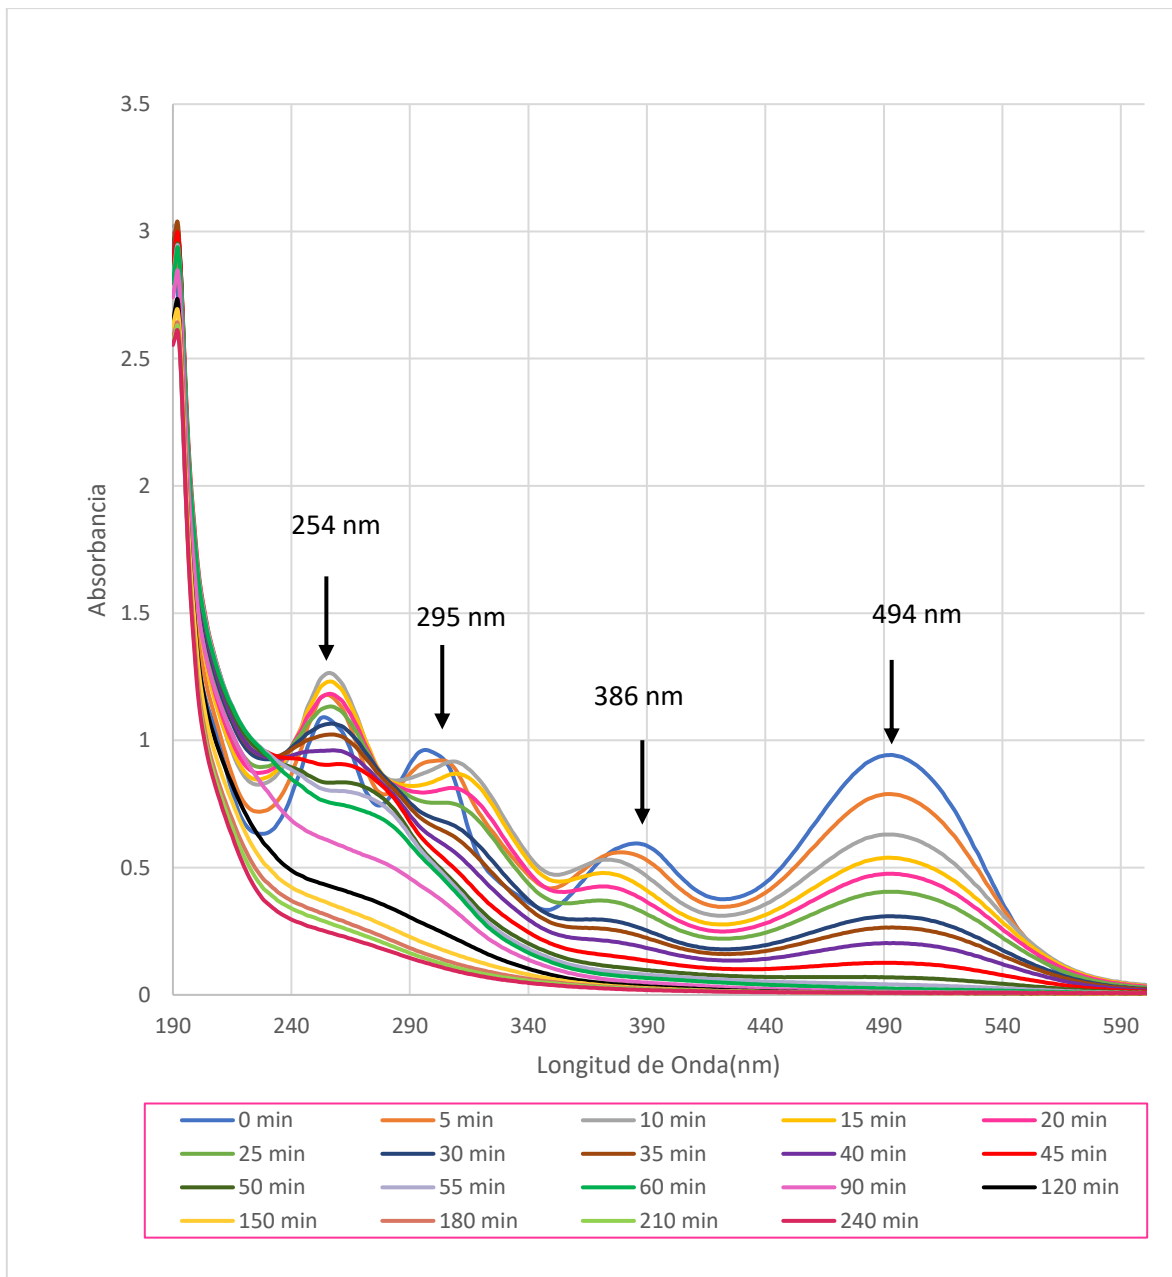 3.5
3
2.5
2
1.5
1
0.5
0
Absorbancia
254 nm
295 nm
386 nm
494 nm
190 240 290 340 390 440 490 540 590
Longitud de Onda(nm)
0 min 5 min 10 min 15 min 20 min
25 min 30 min 35 min 40 min 45 min
50 min 55 min 60 min 90 min 120 min
150 min 180 min 210 min 240 min